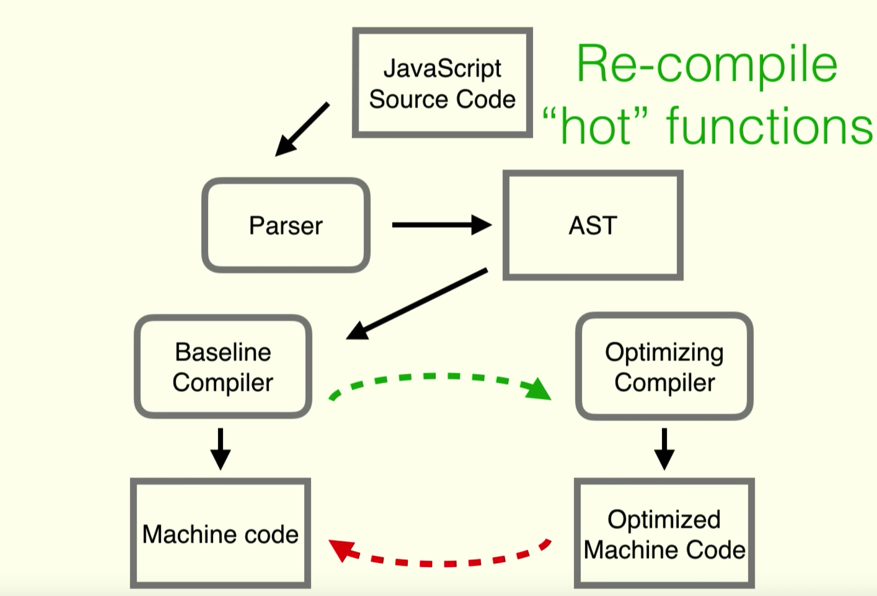 JavaScript
Source Code
Re-compile
“hot” functions
Parser
AST
Baseline
Compiler
Optimizing
Compiler
Machine code
Optimized
Machine Code